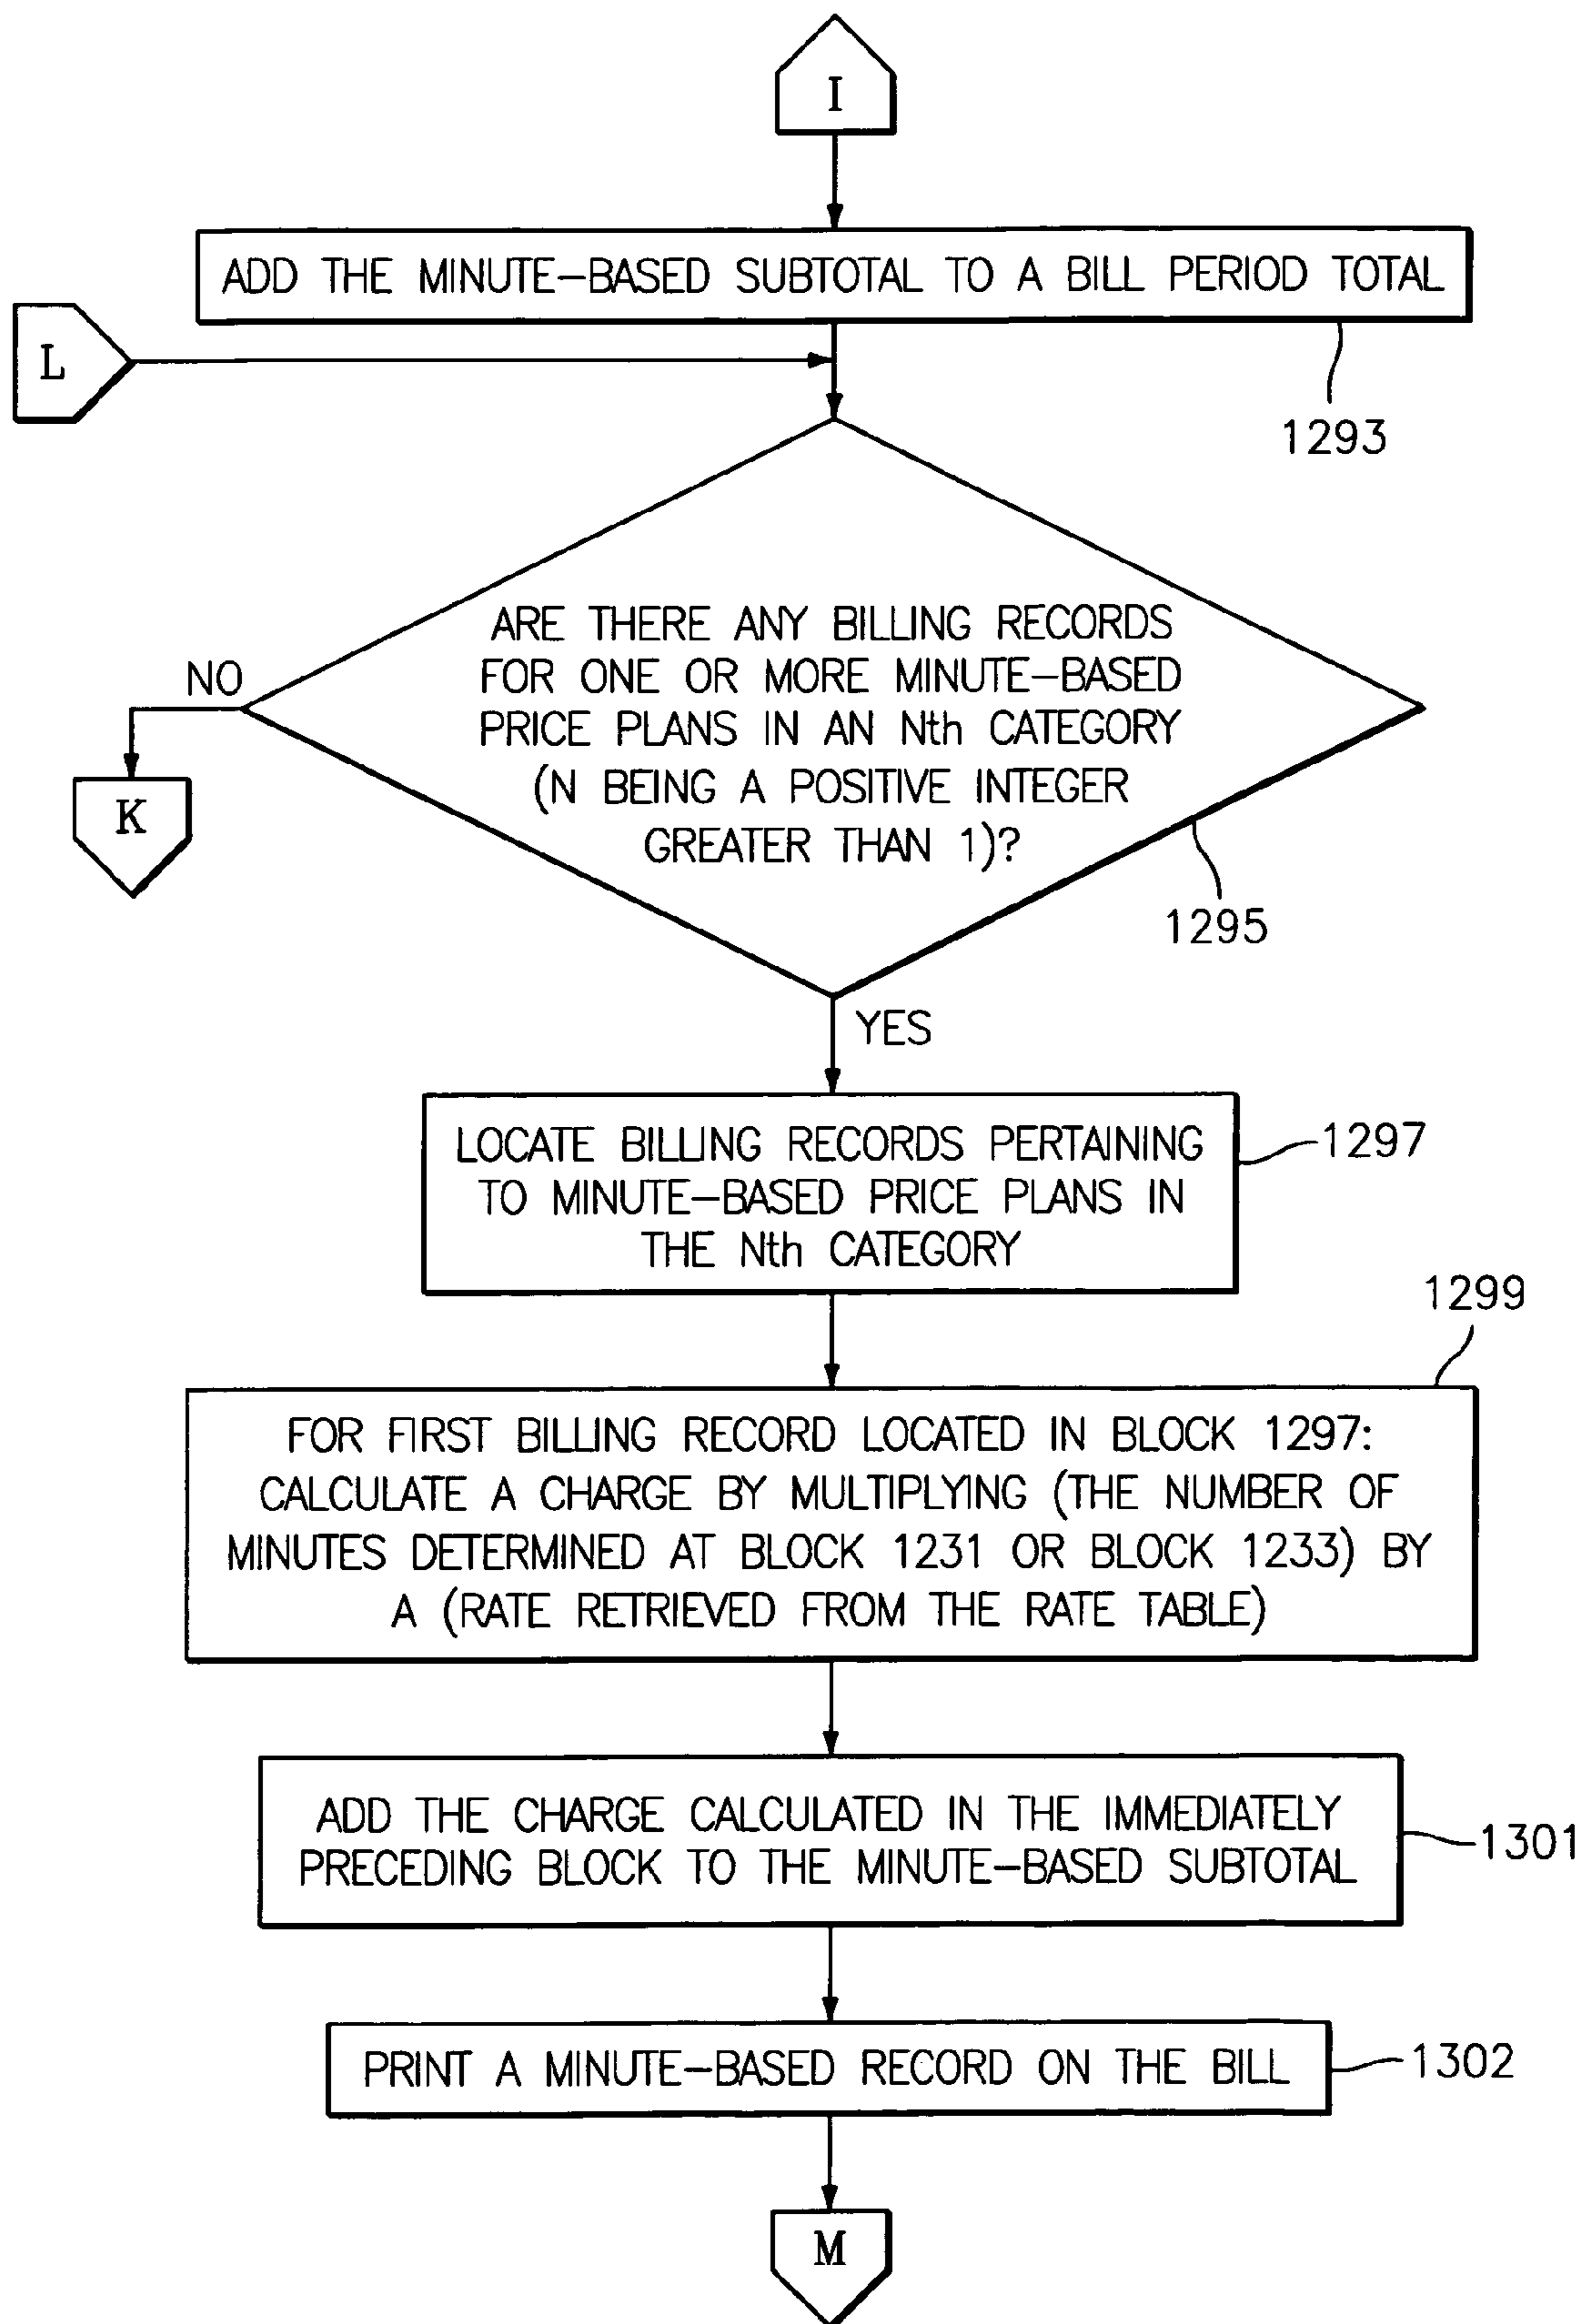 I
ADD THE MINUTE-BASED SUBTOTAL TO A BILL PERIOD TOTAL
L
1293
ARE THERE ANY BILLING RECORDS
FOR ONE OR MORE MINUTE-BASED
PRICE PLANS IN AN Nth CATEGORY
(N BEING A POSITIVE INTEGER
GREATER THAN 1)?
NO
K
1295
YES
LOCATE BILLING RECORDS PERTAINING
TO MINUTE-BASED PRICE PLANS IN
THE Nth CATEGORY
1297
1299
FOR FIRST BILLING RECORD LOCATED IN BLOCK 1297:
CALCULATE A CHARGE BY MULTIPLYING (THE NUMBER OF
MINUTES DETERMINED AT BLOCK 1231 OR BLOCK 1233) BY
A (RATE RETRIEVED FROM THE RATE TABLE)
ADD THE CHARGE CALCULATED IN THE IMMEDIATELY
PRECEDING BLOCK TO THE MINUTE-BASED SUBTOTAL
1301
PRINT A MINUTE-BASED RECORD ON THE BILL
1302
M